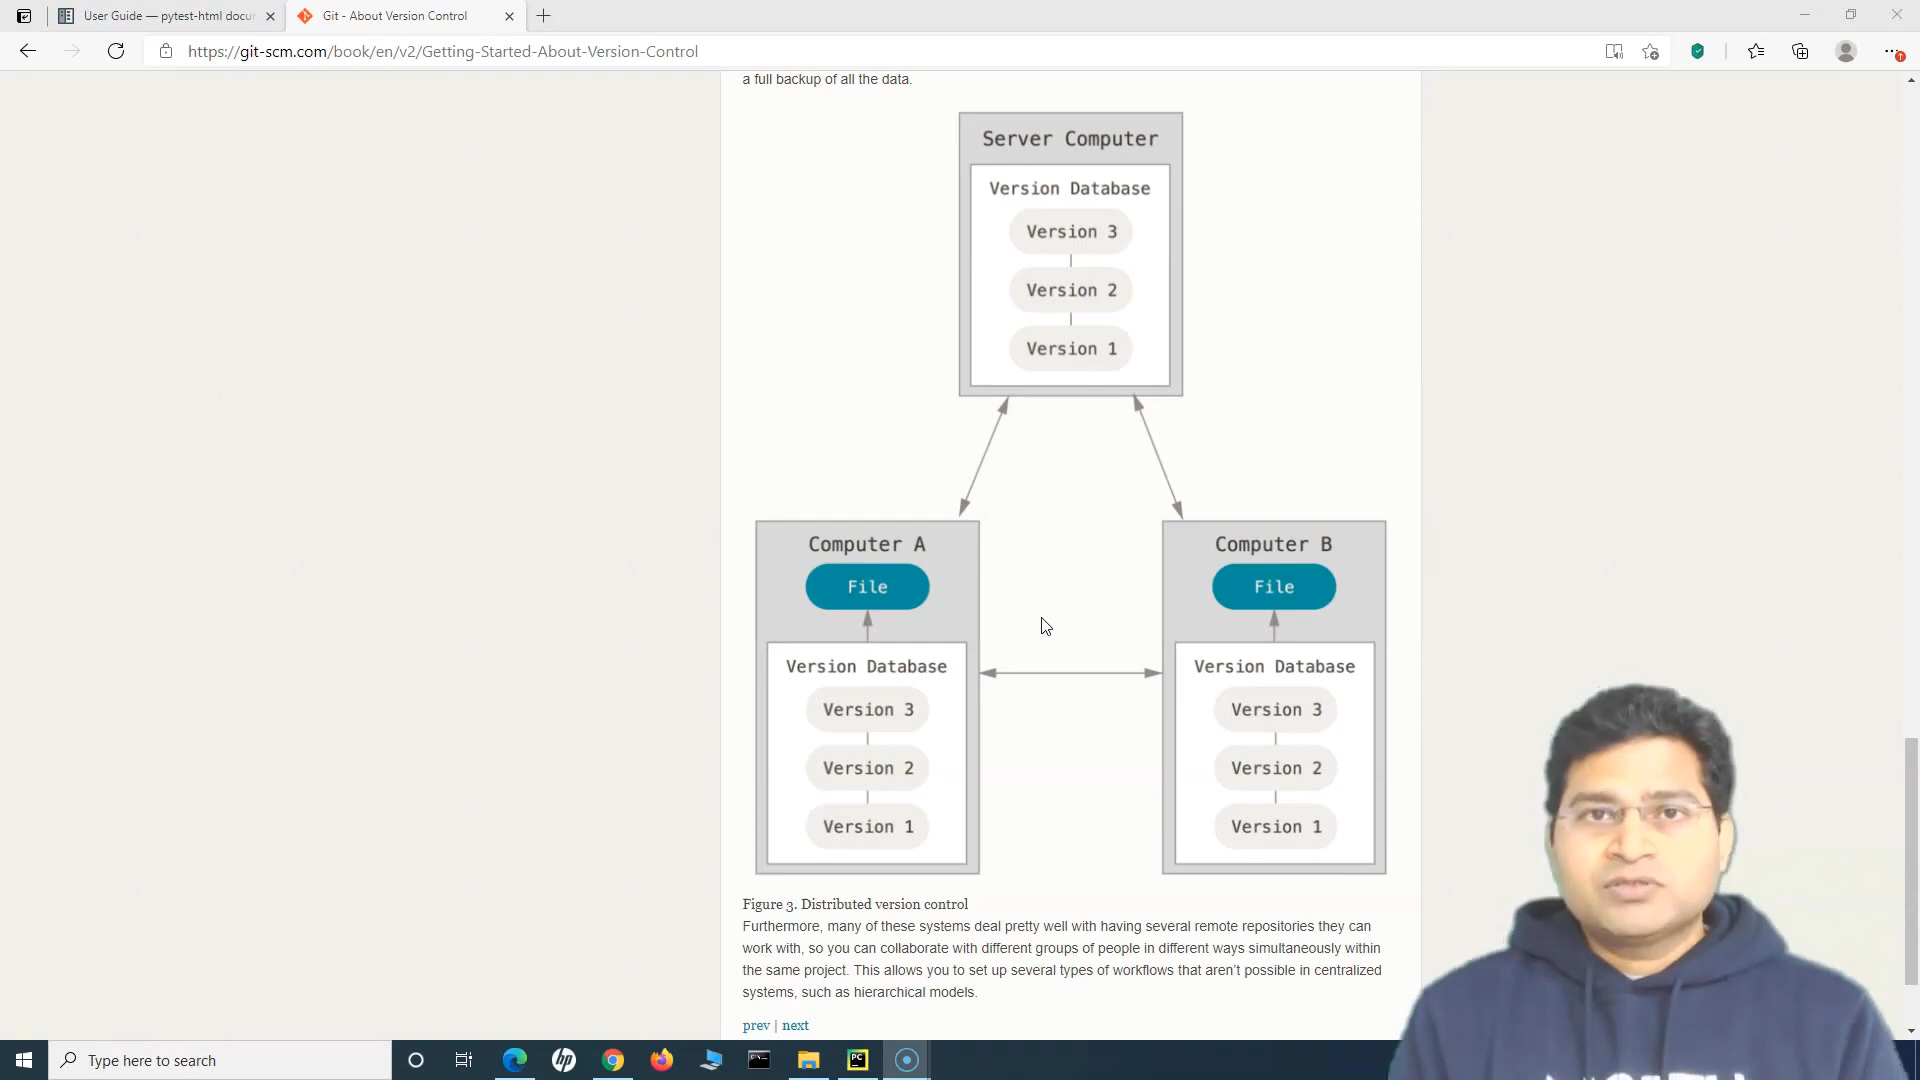 User Guide — pytest-html docu
Git - About Version Control
https://git-scm.com/book/en/v2/Getting-Started-About-Version-Control
a full backup of all the data.
Server Computer
Version Database
Version 3
Version 2
Version 1
Computer A
File
Version Database
Version 3
Version 2
Version 1
Computer B
File
Version Database
Version 3
Version 2
Version 1
Figure 3. Distributed version control
Furthermore, many of these systems deal pretty well with having several remote repositories they can
work with, so you can collaborate with different groups of people in different ways simultaneously within
the same project. This allows you to set up several types of workflows that aren't possible in centralized
systems, such as hierarchical models.
prev | next
Type here to search
hp
PC